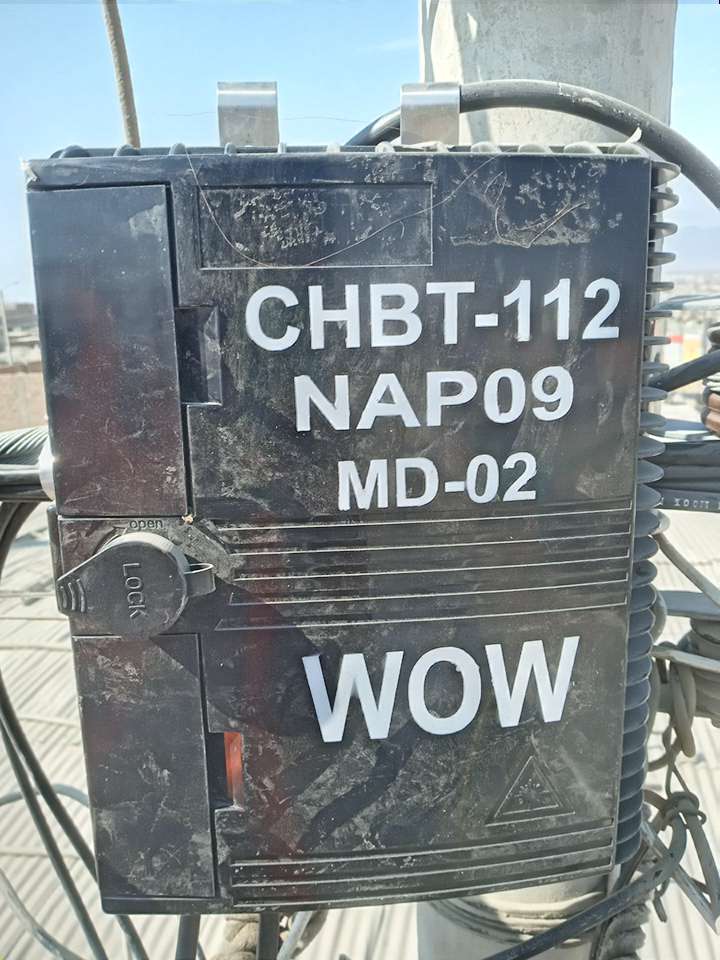 CHBT-112
NAP09
MD-02
open
LOCK
WOW